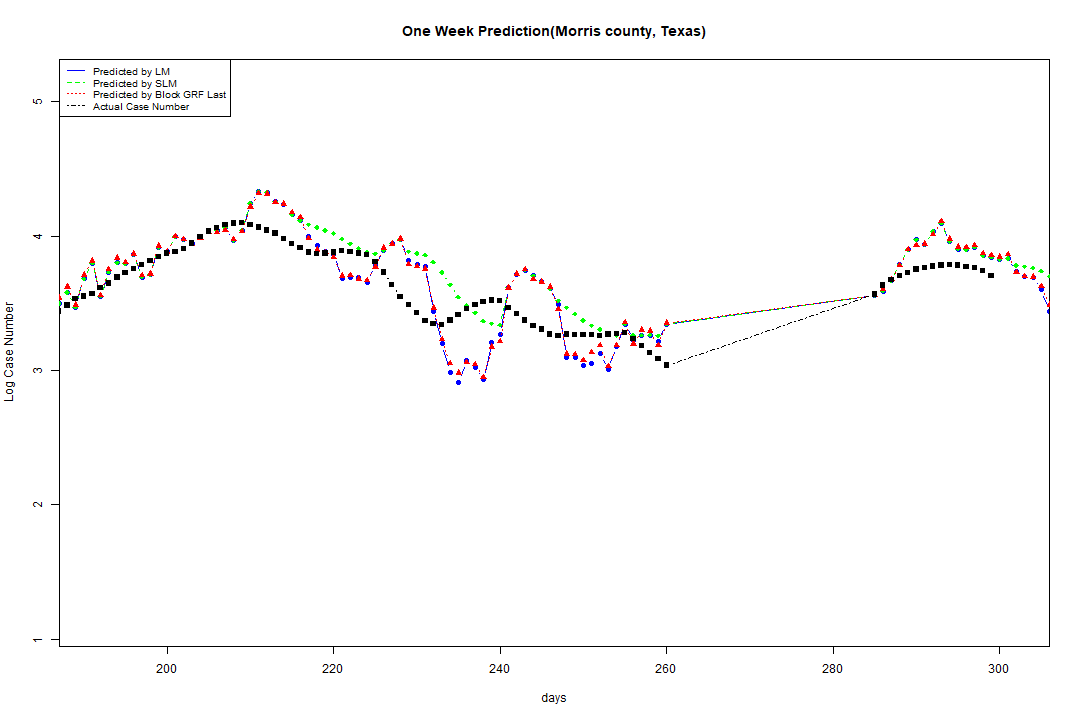 One Week Prediction(Morris county, Texas)
Predicted by LM
Predicted by SLM
Predicted by Block GRF Last
Actual Case Number
5
4
3
2
1
Log Case Number
200 220 240 260 280 300
days